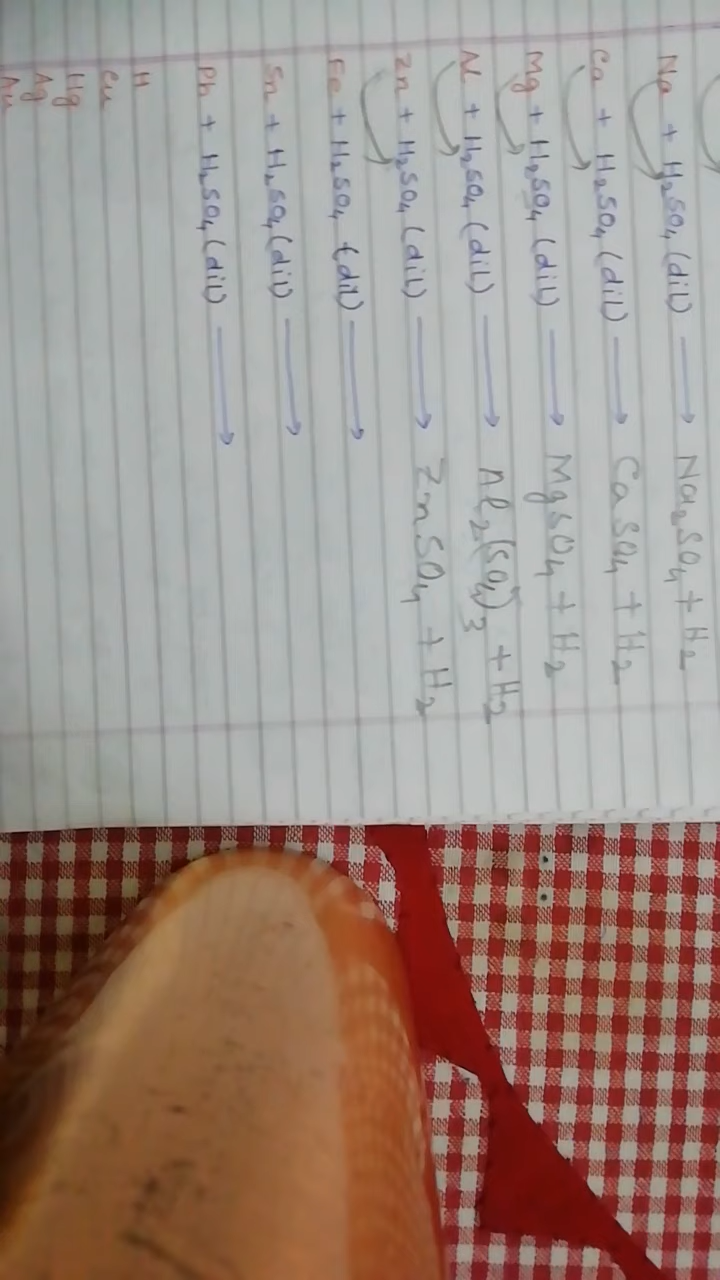 Na + H₂SO₄ (dil) → Na₂SO₄ + H₂
Ca + H₂SO₄ (dil) → CaSO₄ + H₂
Mg + H₂SO₄ (dil) → MgSO₄ + H₂
Al + H₂SO₄ (dil) → Al₂(SO₄)₃ + H₂
Zn + H₂SO₄ (dil) → ZnSO₄ + H₂
Fe + H₂SO₄ (dil) →
Sn + H₂SO₄ (dil) →
Pb + H₂SO₄ (dil) →
H
Cu
Hg
Ag
Au